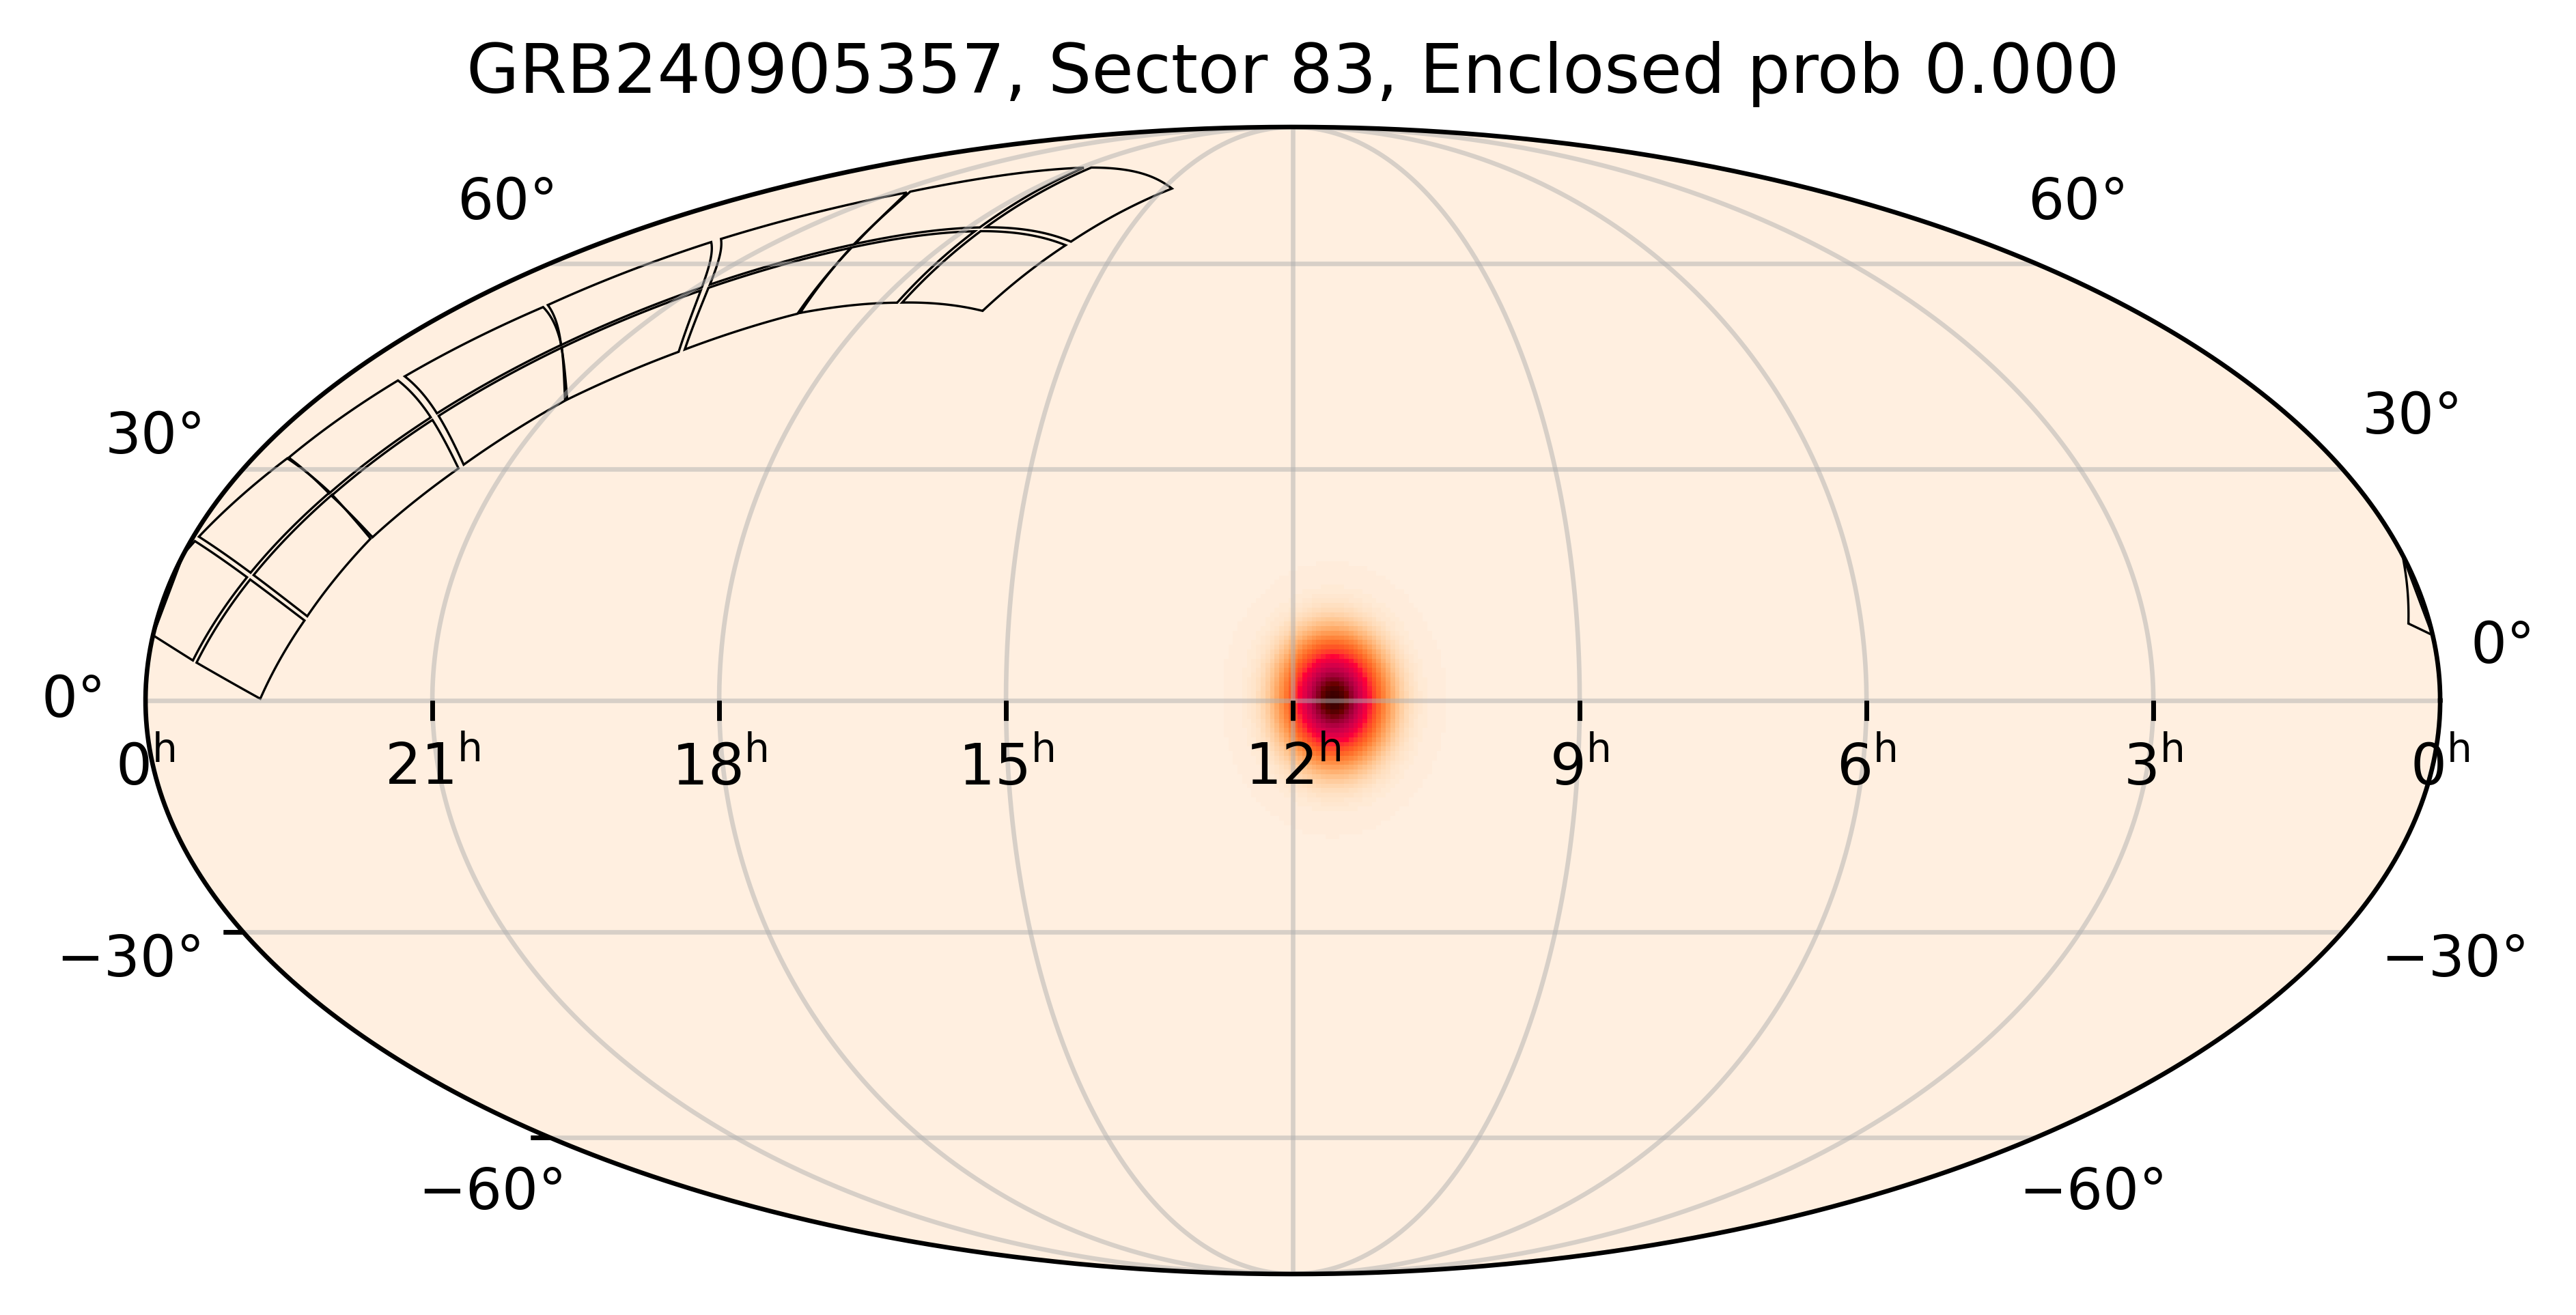 GRB240905357, Sector 83, Enclosed prob 0.000
60° 60°
30° 30°
0° 0°
0ʰ 21ʰ 18ʰ 15ʰ 12ʰ 9ʰ 6ʰ 3ʰ 0ʰ
−30° −30°
−60° −60°